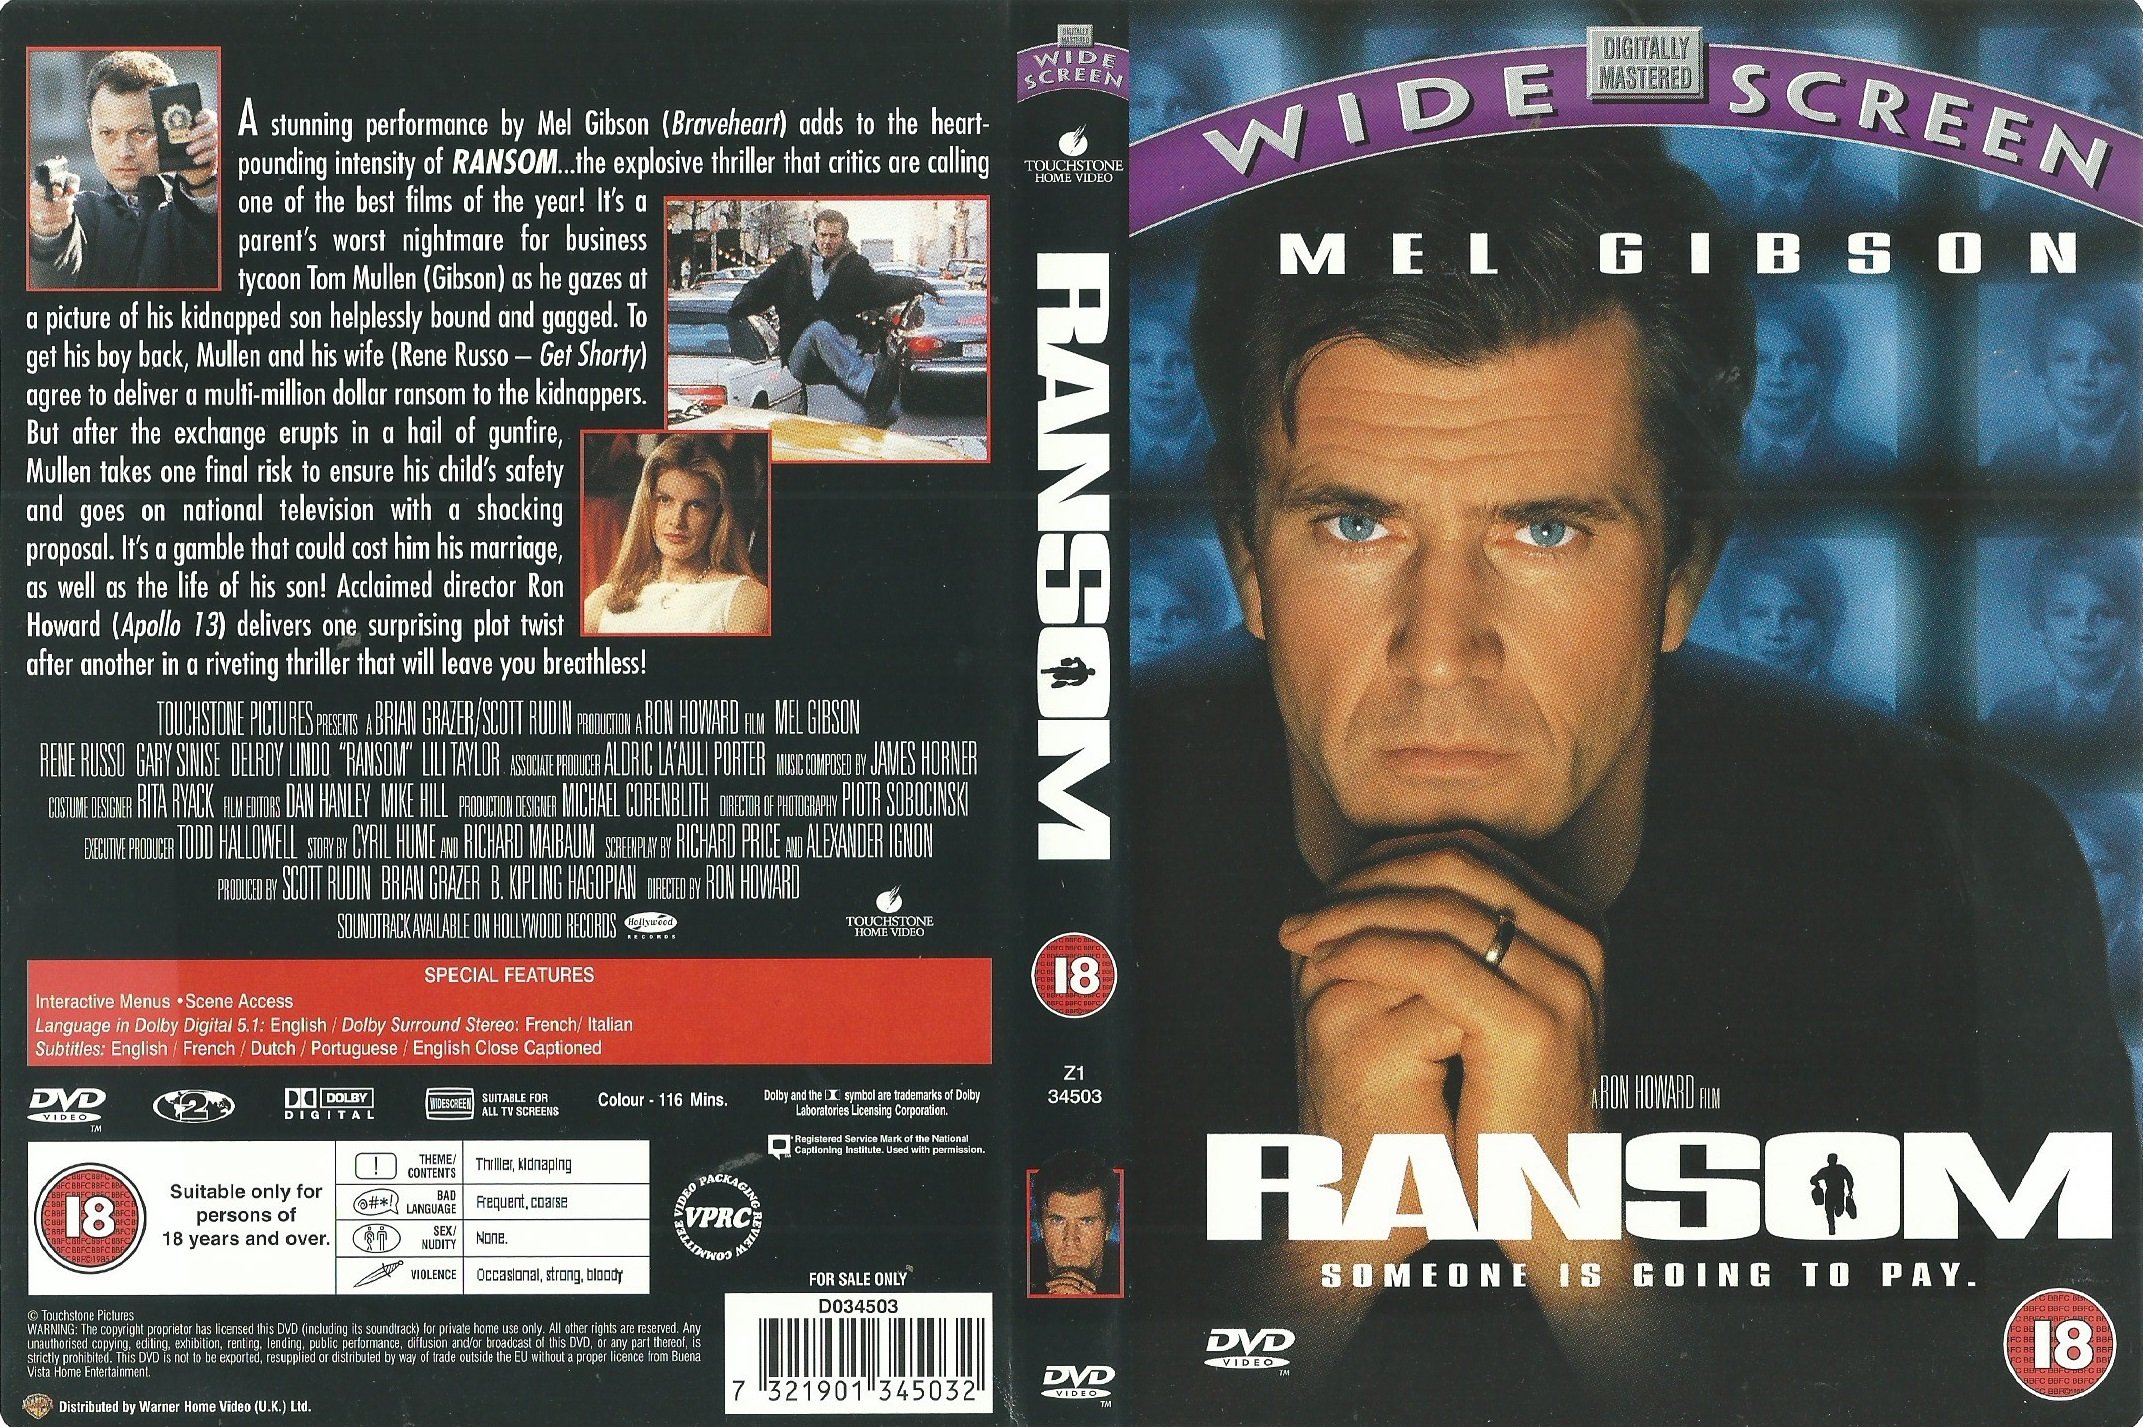 A stunning performance by Mel Gibson (Braveheart) adds to the heart-
pounding intensity of RANSOM...the explosive thriller that critics are calling
one of the best films of the year! It's a
parent's worst nightmare for business
tycoon Tom Mullen (Gibson) as he gazes at
a picture of his kidnapped son helplessly bound and gagged. To
get his boy back, Mullen and his wife (Rene Russo – Get Shorty)
agree to deliver a multi-million dollar ransom to the kidnappers.
But after the exchange erupts in a hail of gunfire,
Mullen takes one final risk to ensure his child's safety
and goes on national television with a shocking
proposal. It's a gamble that could cost him his marriage,
as well as the life of his son! Acclaimed director Ron
Howard (Apollo 13) delivers one surprising plot twist
after another in a riveting thriller that will leave you breathless!
TOUCHSTONE PICTURES PRESENTS A BRIAN GRAZER/SCOTT RUDIN PRODUCTION A RON HOWARD FILM MEL GIBSON
RENE RUSSO GARY SINISE DELROY LINDO "RANSOM" LILI TAYLOR ASSOCIATE PRODUCER ALDRIC LA'AULI PORTER MUSIC COMPOSED BY JAMES HORNER
COSTUME DESIGNER RITA RYACK FILM EDITORS DAN HANLEY MIKE HILL PRODUCTION DESIGNER MICHAEL CORENBLITH DIRECTOR OF PHOTOGRAPHY PIOTR SOBOCINSKI
EXECUTIVE PRODUCER TODD HALLOWELL STORY BY CYRIL HUME AND RICHARD MAIBAUM SCREENPLAY BY RICHARD PRICE AND ALEXANDER IGNON
PRODUCED BY SCOTT RUDIN BRIAN GRAZER B. KIPLING HAGOPIAN DIRECTED BY RON HOWARD
SOUNDTRACK AVAILABLE ON HOLLYWOOD RECORDS Hollywood RECORDS
TOUCHSTONE
HOME VIDEO
SPECIAL FEATURES
Interactive Menus • Scene Access
Language in Dolby Digital 5.1: English / Dolby Surround Stereo: French/ Italian
Subtitles: English / French / Dutch / Portuguese / English Close Captioned
DVD
VIDEO
TM
2
DOLBY
DIGITAL
WIDESCREEN
SUITABLE FOR
ALL TV SCREENS
Colour - 116 Mins.
Dolby and the symbol are trademarks of Dolby
Laboratories Licensing Corporation.
Registered Service Mark of the National
Captioning Institute. Used with permission.
18
Suitable only for
persons of
18 years and over.
! THEME/
CONTENTS
Thriller, kidnaping
@#*! BAD
LANGUAGE
Frequent, coarse
SEX/
NUDITY
None.
VIOLENCE
Occasional, strong, bloody
VIDEO PACKAGING REVIEW COMMITTEE
VPRC
FOR SALE ONLY
D034503
7 321901 345032
© Touchstone Pictures
WARNING: The copyright proprietor has licensed this DVD (including its soundtrack) for private home use only. All other rights are reserved. Any
unauthorised copying, editing, exhibition, renting, lending, public performance, diffusion and/or broadcast of this DVD, or any part thereof, is
strictly prohibited. This DVD is not to be exported, resupplied or distributed by way of trade outside the EU without a proper licence from Buena
Vista Home Entertainment.
Distributed by Warner Home Video (U.K.) Ltd.
DIGITALLY
MASTERED
WIDE
SCREEN
TOUCHSTONE
HOME VIDEO
RANSOM
18
Z1
34503
DVD
VIDEO
TM
DIGITALLY
MASTERED
WIDE SCREEN
MEL GIBSON
A RON HOWARD FILM
RANSOM
SOMEONE IS GOING TO PAY.
DVD
VIDEO
TM
18